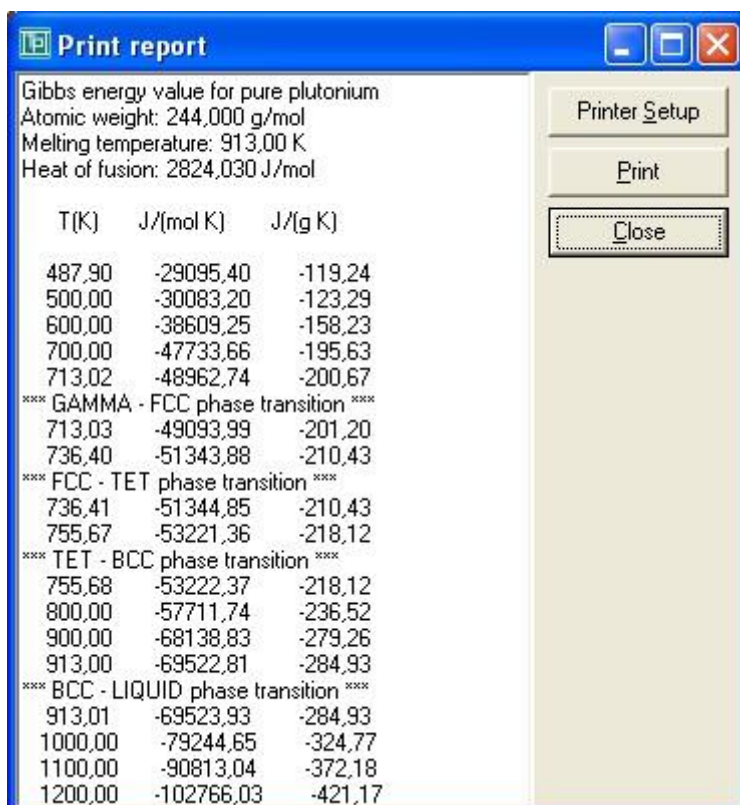 Print report
Gibbs energy value for pure plutonium
Atomic weight: 244,000 g/mol
Melting temperature: 913,00 K
Heat of fusion: 2824,030 J/mol
T(K) J/(mol K) J/(g K)
487,90 -29095,40 -119,24
500,00 -30083,20 -123,29
600,00 -38609,25 -158,23
700,00 -47733,66 -195,63
713,02 -48962,74 -200,67
*** GAMMA - FCC phase transition ***
713,03 -49093,99 -201,20
736,40 -51343,88 -210,43
*** FCC - TET phase transition ***
736,41 -51344,85 -210,43
755,67 -53221,36 -218,12
*** TET - BCC phase transition ***
755,68 -53222,37 -218,12
800,00 -57711,74 -236,52
900,00 -68138,83 -279,26
913,00 -69522,81 -284,93
*** BCC - LIQUID phase transition ***
913,01 -69523,93 -284,93
1000,00 -79244,65 -324,77
1100,00 -90813,04 -372,18
1200,00 -102766,03 -421,17
Printer Setup
Print
Close